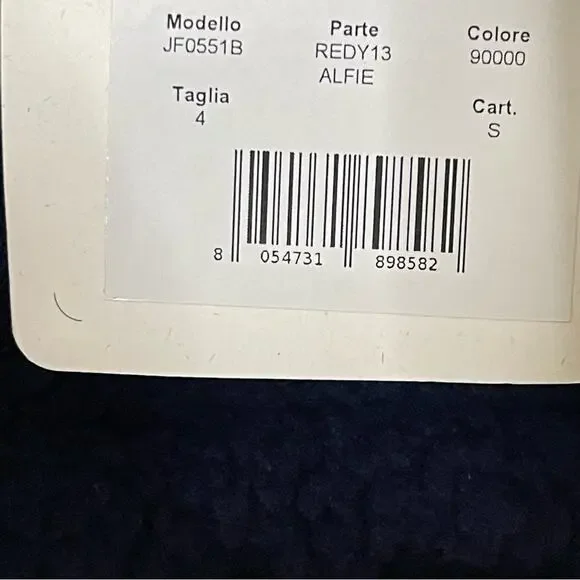 Modello Parte Colore
JF0551B REDY13 90000
ALFIE
Taglia Cart.
4 S
8 054731 898582